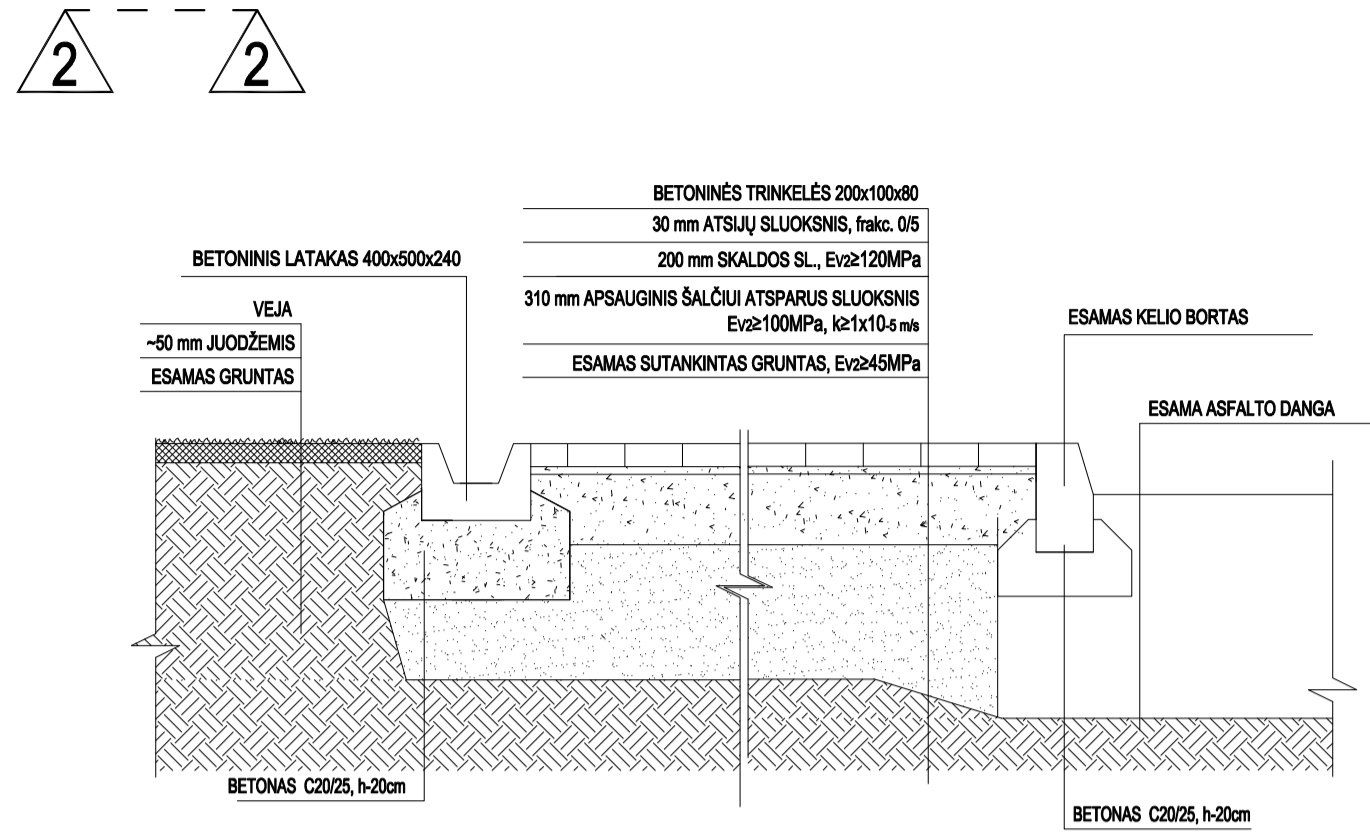 2 2
BETONINĖS TRINKELĖS 200x100x80
30 mm ATSIJŲ SLUOKSNIS, frakc. 0/5
200 mm SKALDOS SL., Ev2≥120MPa
310 mm APSAUGINIS ŠALČIUI ATSPARUS SLUOKSNIS
Ev2≥100MPa, k≥1x10-5 m/s
ESAMAS SUTANKINTAS GRUNTAS, Ev2≥45MPa
BETONINIS LATAKAS 400x500x240
VEJA
~50 mm JUODŽEMIS
ESAMAS GRUNTAS
ESAMAS KELIO BORTAS
ESAMA ASFALTO DANGA
BETONAS C20/25, h-20cm
BETONAS C20/25, h-20cm